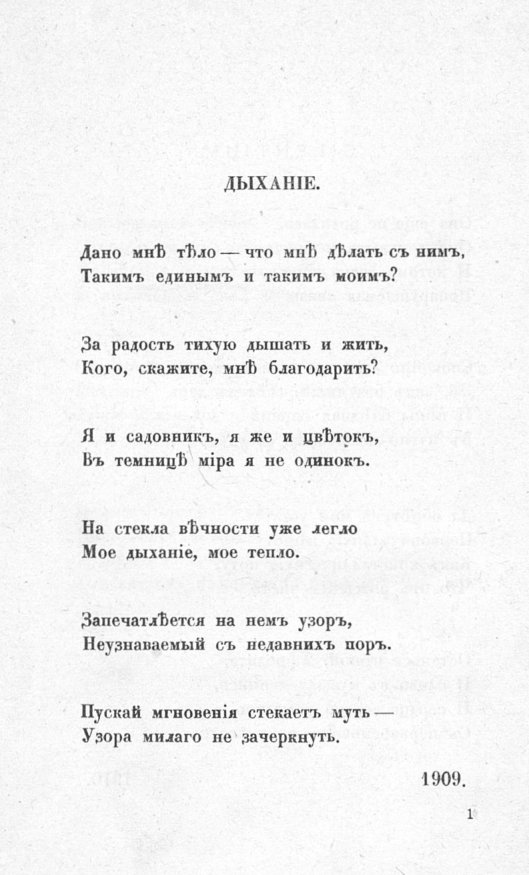 ДЫХАНІЕ.
Дано мнѣ тѣло — что мнѣ дѣлать съ нимъ,
Такимъ единымъ и такимъ моимъ?
За радость тихую дышать и жить,
Кого, скажите, мнѣ благодарить?
Я и садовникъ, я же и цвѣтокъ,
Въ темницѣ міра я не одинокъ.
На стекла вѣчности уже легло
Мое дыханіе, мое тепло.
Запечатлѣется на немъ узоръ,
Неузнаваемый съ недавнихъ поръ.
Пускай мгновенія стекаетъ муть —
Узора милаго не зачеркнуть.
1909.
1